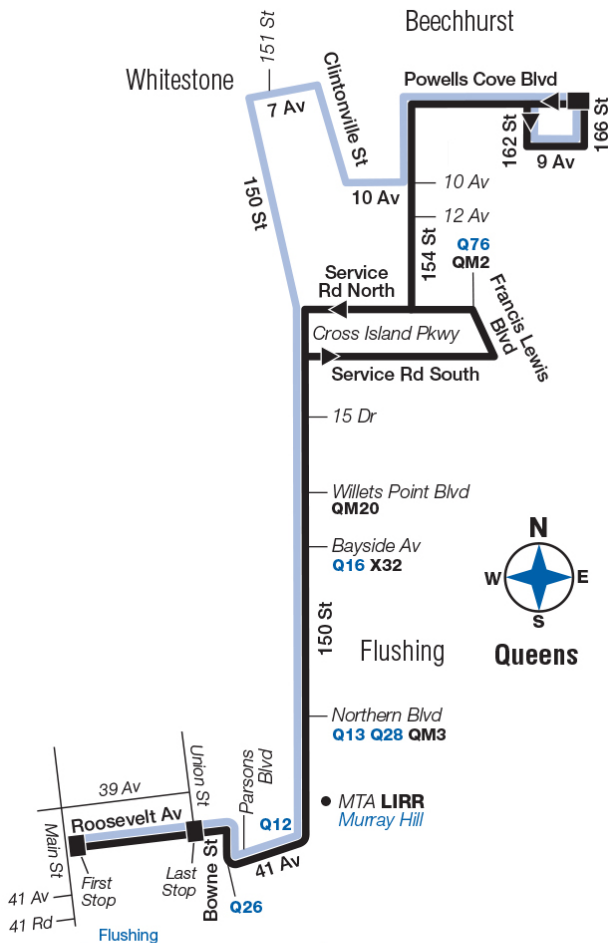 Beechhurst
151 St
Whitestone
Clintonville St
Powells Cove Blvd
7 Av
162 St
166 St
9 Av
150 St
10 Av
10 Av
12 Av
154 St
Q76
QM2
Service
Rd North
Francis Lewis
Blvd
Cross Island Pkwy
Service Rd South
15 Dr
Willets Point Blvd
QM20
Bayside Av
Q16 X32
N
W
E
S
Queens
150 St
Flushing
Northern Blvd
Q13 Q28 QM3
Union St
Parsons
Blvd
39 Av
Roosevelt Av
Q12
MTA LIRR
Murray Hill
Main St
First
Stop
Last
Stop
Bowne St
41 Av
Q26
41 Av
41 Rd
Flushing